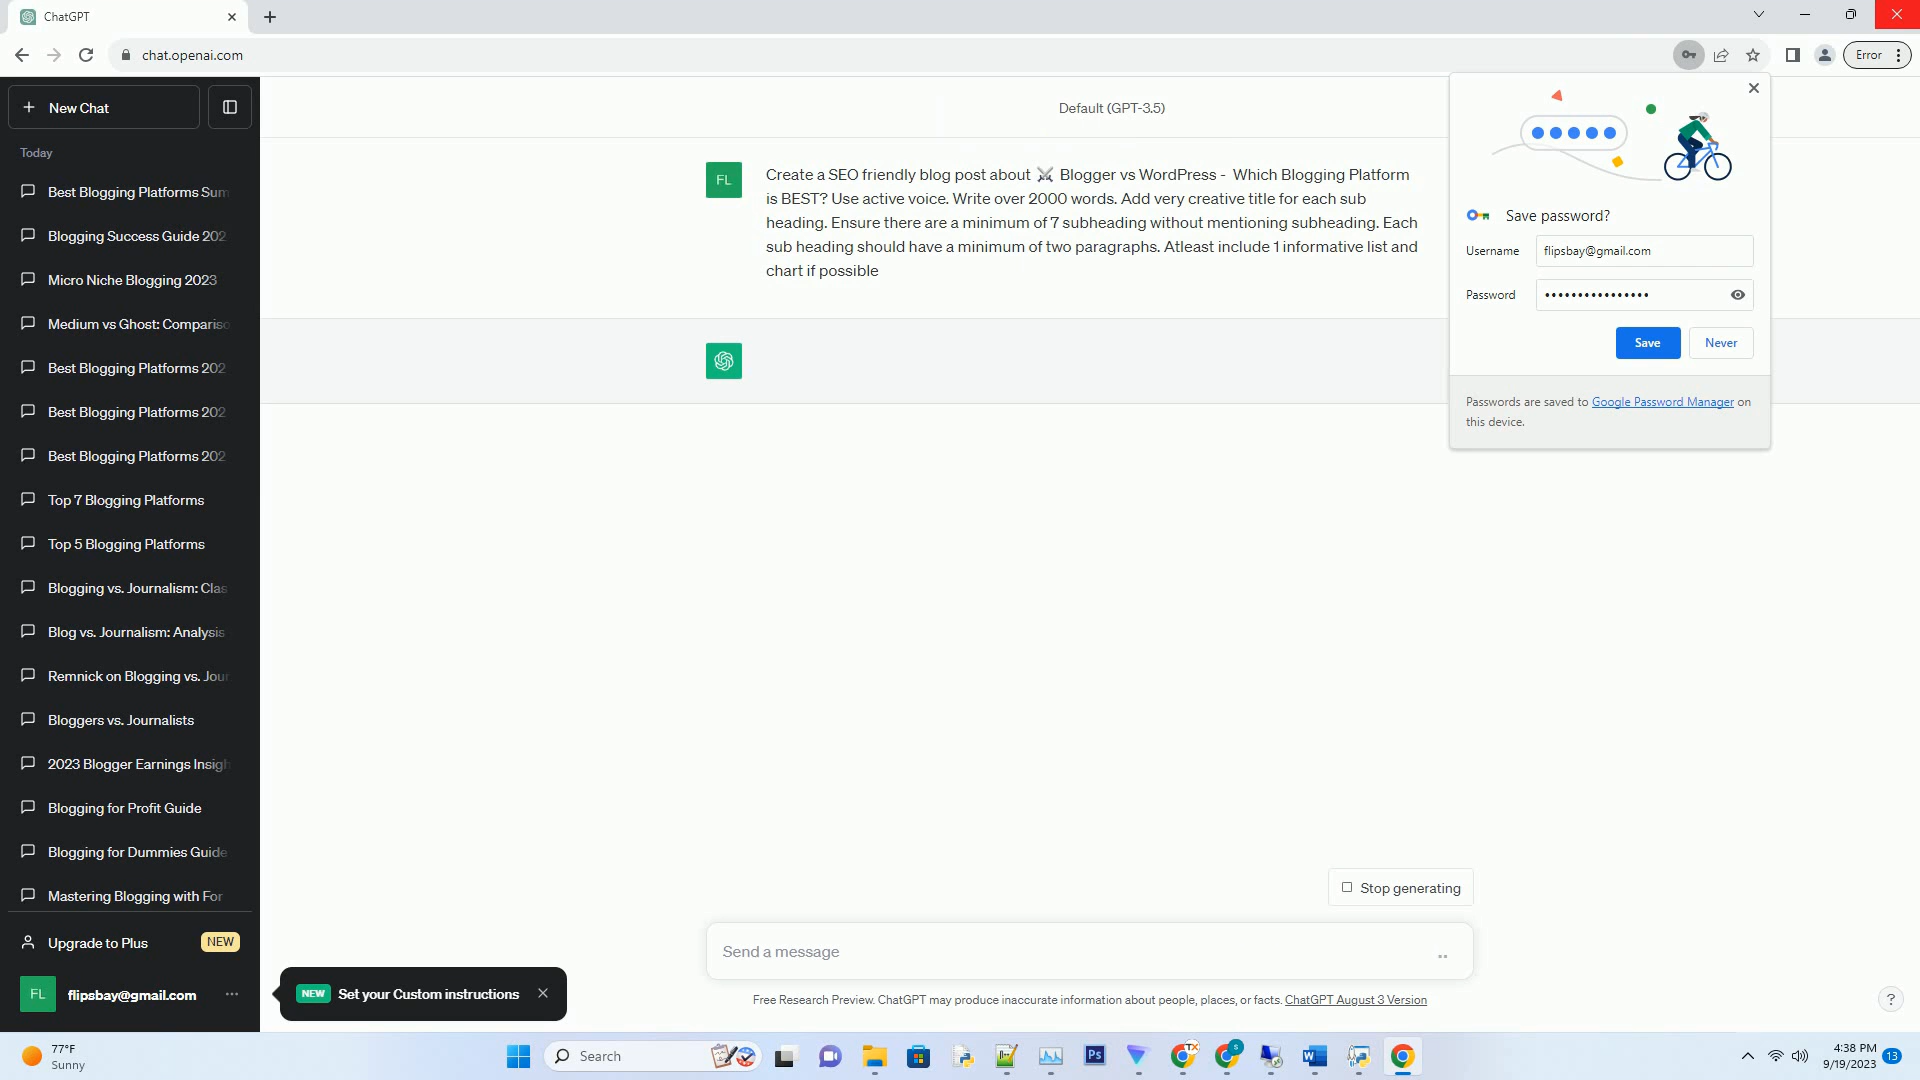 ChatGPT
chat.openai.com
Error
New Chat
Today
Best Blogging Platforms Sum
Blogging Success Guide 202
Micro Niche Blogging 2023
Medium vs Ghost: Compariso
Best Blogging Platforms 202
Best Blogging Platforms 202
Best Blogging Platforms 202
Top 7 Blogging Platforms
Top 5 Blogging Platforms
Blogging vs. Journalism: Clas
Blog vs. Journalism: Analysis
Remnick on Blogging vs. Jour
Bloggers vs. Journalists
2023 Blogger Earnings Insigh
Blogging for Profit Guide
Blogging for Dummies Guide
Mastering Blogging with For
Upgrade to Plus
NEW
FL
flipsbay@gmail.com
Default (GPT-3.5)
FL
Create a SEO friendly blog post about ⚔️ Blogger vs WordPress - Which Blogging Platform
is BEST? Use active voice. Write over 2000 words. Add very creative title for each sub
heading. Ensure there are a minimum of 7 subheading without mentioning subheading. Each
sub heading should have a minimum of two paragraphs. Atleast include 1 informative list and
chart if possible
Save password?
Username
flipsbay@gmail.com
Password
••••••••••••••••
Save
Never
Passwords are saved to Google Password Manager on
this device.
Stop generating
Send a message
NEW
Set your Custom instructions
Free Research Preview. ChatGPT may produce inaccurate information about people, places, or facts. ChatGPT August 3 Version
?
77°F
Sunny
Search
Ps
TX
S
W
4:38 PM
9/19/2023
13